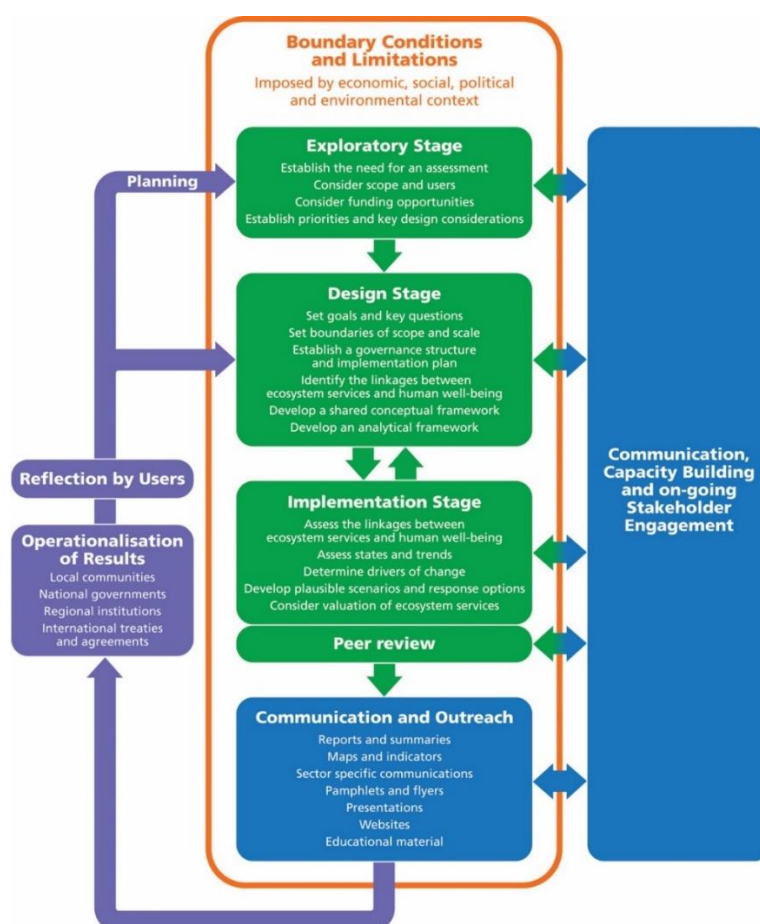 Boundary Conditions
and Limitations
Imposed by economic, social, political
and environmental context
Exploratory Stage
Establish the need for an assessment
Consider scope and users
Consider funding opportunities
Establish priorities and key design considerations
Planning
Design Stage
Set goals and key questions
Set boundaries of scope and scale
Establish a governance structure
and implementation plan
Identify the linkages between
ecosystem services and human well-being
Develop a shared conceptual framework
Develop an analytical framework
Implementation Stage
Assess the linkages between
ecosystem services and human well-being
Assess states and trends
Determine drivers of change
Develop plausible scenarios and response options
Consider valuation of ecosystem services
Peer review
Communication and Outreach
Reports and summaries
Maps and indicators
Sector specific communications
Pamphlets and flyers
Presentations
Websites
Educational material
Reflection by Users
Operationalisation
of Results
Local communities
National governments
Regional institutions
International treaties
and agreements
Communication,
Capacity Building
and on-going
Stakeholder
Engagement